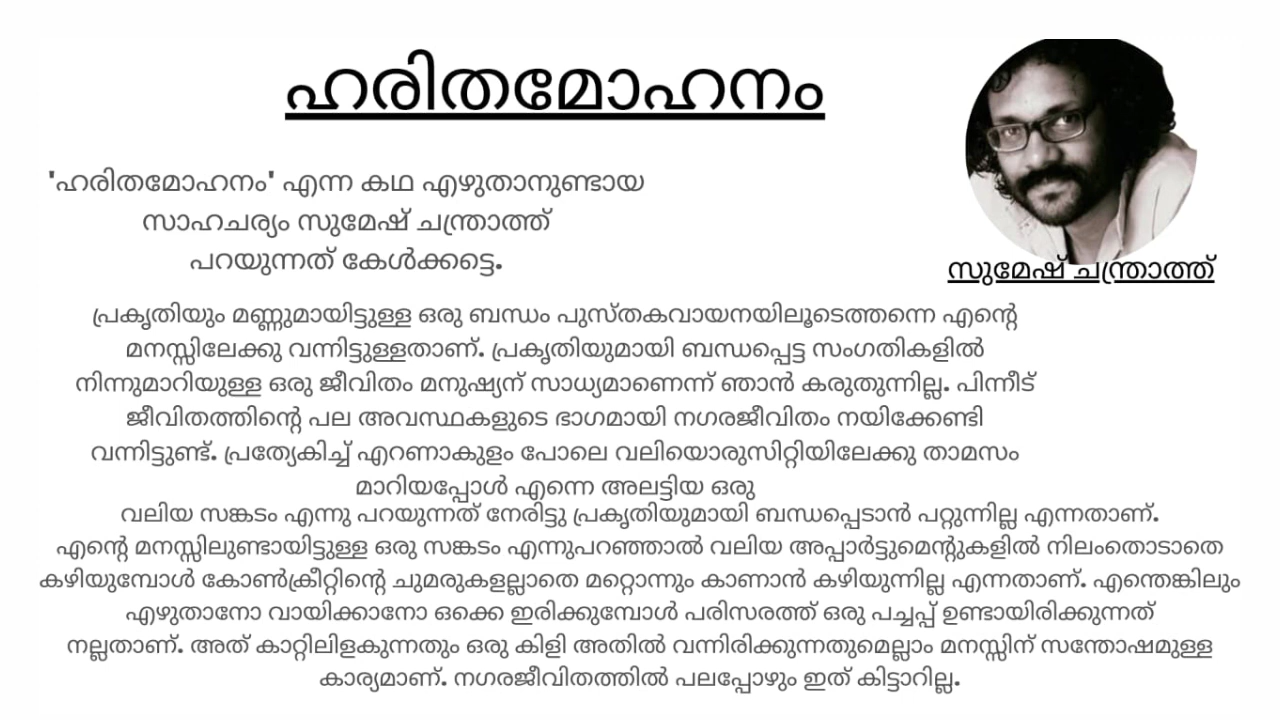 ഹരിതമോഹനം
'ഹരിതമോഹനം' എന്ന കഥ എഴുതാനുണ്ടായ
സാഹചര്യം സുമേഷ് ചന്ത്രാത്ത്
പറയുന്നത് കേൾക്കട്ടെ.
സുമേഷ് ചന്ത്രാത്ത്
പ്രകൃതിയും മണ്ണുമായിട്ടുള്ള ഒരു ബന്ധം പുസ്തകവായനയിലൂടെത്തന്നെ എന്റെ
മനസ്സിലേക്കു വന്നിട്ടുള്ളതാണ്. പ്രകൃതിയുമായി ബന്ധപ്പെട്ട സംഗതികളിൽ
നിന്നുമാറിയുള്ള ഒരു ജീവിതം മനുഷ്യന് സാധ്യമാണെന്ന് ഞാൻ കരുതുന്നില്ല. പിന്നീട്
ജീവിതത്തിന്റെ പല അവസ്ഥകളുടെ ഭാഗമായി നഗരജീവിതം നയിക്കേണ്ടി
വന്നിട്ടുണ്ട്. പ്രത്യേകിച്ച് എറണാകുളം പോലെ വലിയൊരുസിറ്റിയിലേക്കു താമസം
മാറിയപ്പോൾ എന്നെ അലട്ടിയ ഒരു
വലിയ സങ്കടം എന്നു പറയുന്നത് നേരിട്ടു പ്രകൃതിയുമായി ബന്ധപ്പെടാൻ പറ്റുന്നില്ല എന്നതാണ്.
എന്റെ മനസ്സിലുണ്ടായിട്ടുള്ള ഒരു സങ്കടം എന്നുപറഞ്ഞാൽ വലിയ അപ്പാർട്ടുമെന്റുകളിൽ നിലംതൊടാതെ
കഴിയുമ്പോൾ കോൺക്രീറ്റിന്റെ ചുമരുകളല്ലാതെ മറ്റൊന്നും കാണാൻ കഴിയുന്നില്ല എന്നതാണ്. എന്തെങ്കിലും
എഴുതാനോ വായിക്കാനോ ഒക്കെ ഇരിക്കുമ്പോൾ പരിസരത്ത് ഒരു പച്ചപ്പ് ഉണ്ടായിരിക്കുന്നത്
നല്ലതാണ്. അത് കാറ്റിലിളകുന്നതും ഒരു കിളി അതിൽ വന്നിരിക്കുന്നതുമെല്ലാം മനസ്സിന് സന്തോഷമുള്ള
കാര്യമാണ്. നഗരജീവിതത്തിൽ പലപ്പോഴും ഇത് കിട്ടാറില്ല.